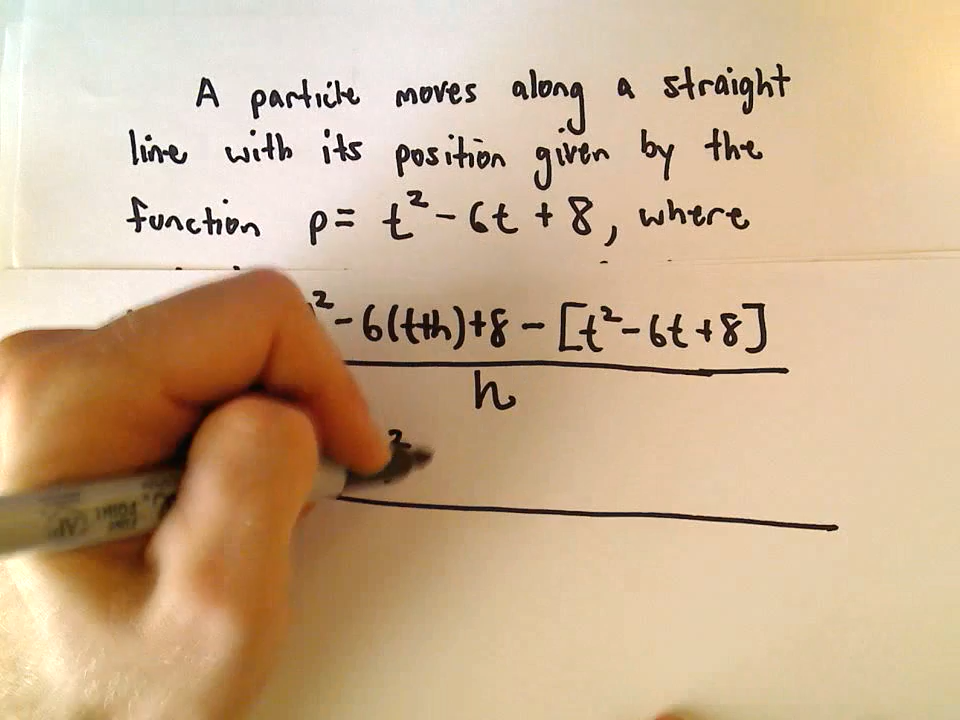 A particle moves along a straight
line with its position given by the
function p = t² - 6t + 8, where
² - 6(t+h) + 8 - [t² - 6t + 8]
h
²